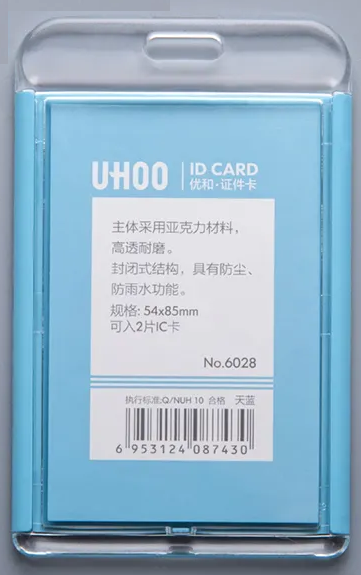 UHOO
ID CARD
优和·证件卡
主体采用亚克力材料，
高透耐磨。
封闭式结构，具有防尘、
防雨水功能。
规格: 54x85mm
可入2片IC卡
No.6028
执行标准:Q/NUH 10 合格 天蓝
6 953124 087430